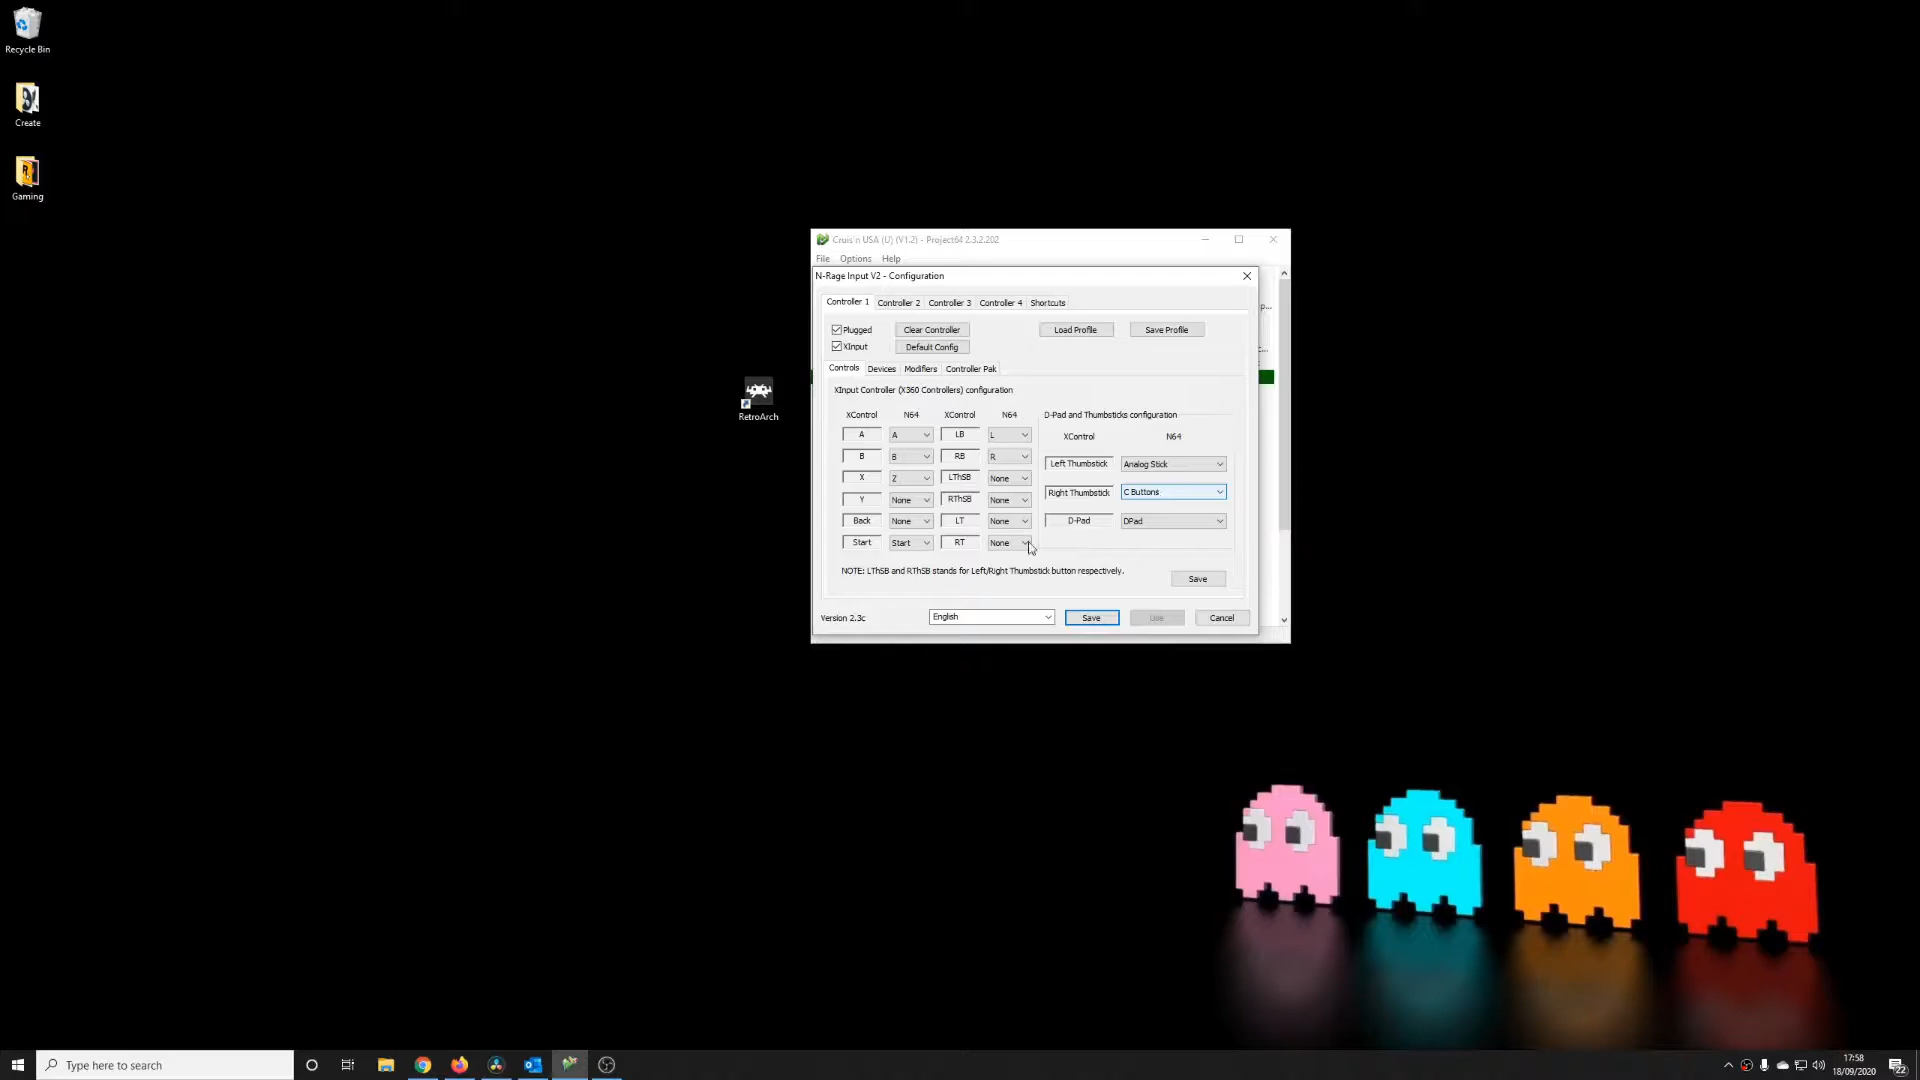 Recycle Bin
Create
Gaming
RetroArch
Cruis'n USA (U) (V1.2) - Project64 2.3.2.202
File Options Help
N-Rage Input V2 - Configuration
Controller 1 Controller 2 Controller 3 Controller 4 Shortcuts
Plugged Clear Controller Load Profile Save Profile
XInput Default Config
Controls Devices Modifiers Controller Pak
XInput Controller (X360 Controllers) configuration
XControl N64 XControl N64 D-Pad and Thumbsticks configuration
XControl N64
A A LB L
B B RB R Left Thumbstick Analog Stick
X Z LThSB None
Y None RThSB None Right Thumbstick C Buttons
Back None LT None D-Pad DPad
Start Start RT None
NOTE: LThSB and RThSB stands for Left/Right Thumbstick button respectively.
Save
Version 2.3c English Save Use Cancel
Type here to search
17:58
18/09/2020
22